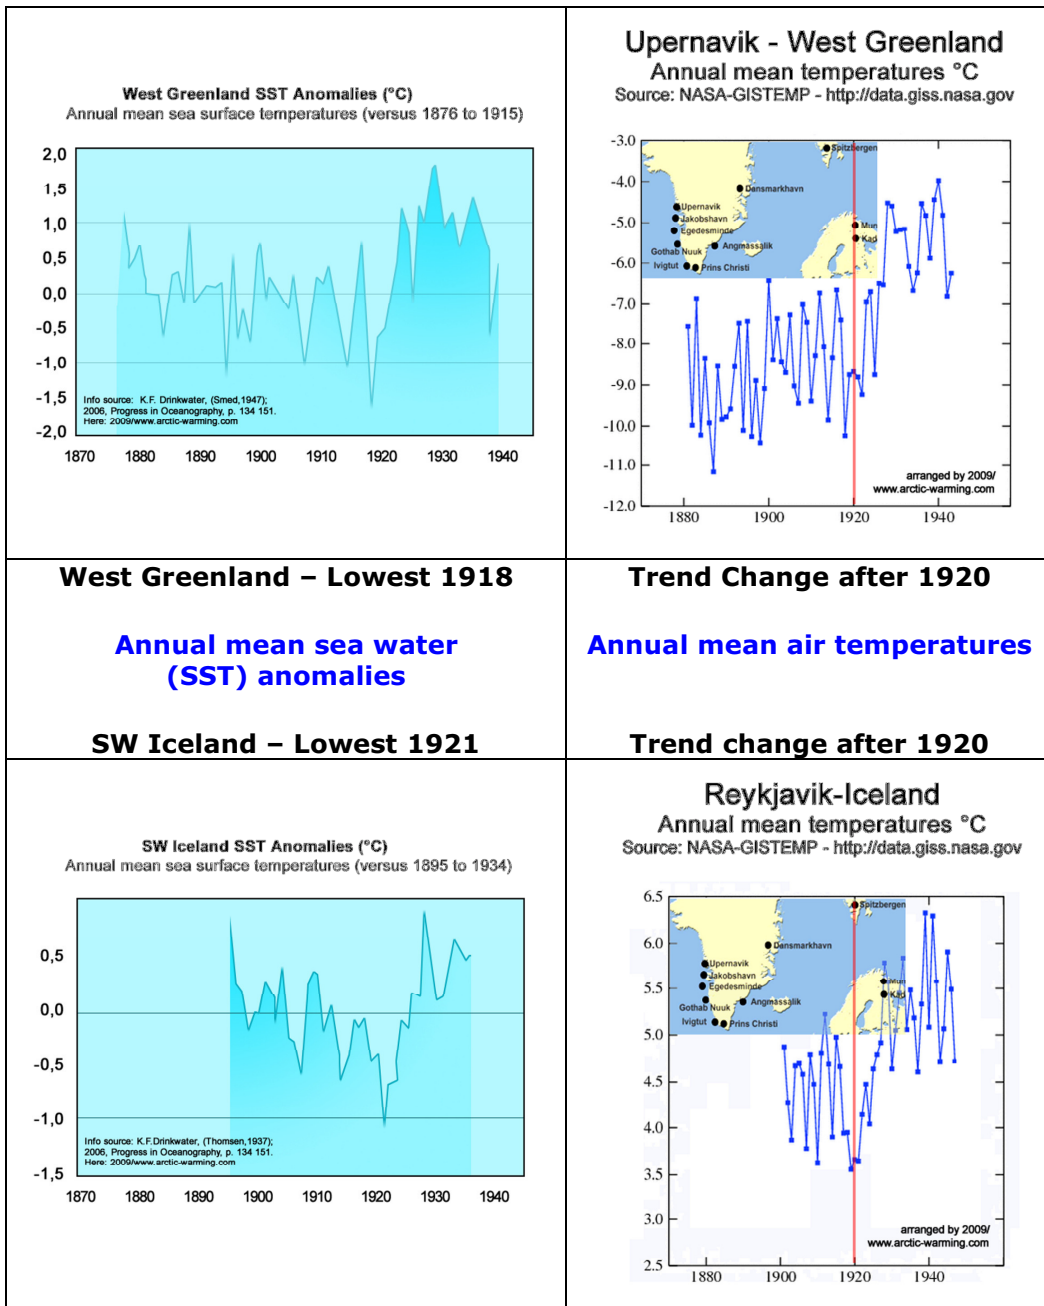 West Greenland SST Anomalies (°C)
Annual mean sea surface temperatures (versus 1876 to 1915)
2,0
1,5
1,0
0,5
0,0
-0,5
-1,0
-1,5
-2,0
Info source: K.F. Drinkwater, (Smed,1947);
2006, Progress in Oceanography, p. 134 151.
Here: 2009/www.arctic-warming.com
1870 1880 1890 1900 1910 1920 1930 1940
Upernavik - West Greenland
Annual mean temperatures °C
Source: NASA-GISTEMP - http://data.giss.nasa.gov
-3.0
-4.0
-5.0
-6.0
-7.0
-8.0
-9.0
-10.0
-11.0
-12.0
Spitzbergen
Dansmarkhavn
Upernavik
Jakobshavn
Egedesminde
Mun
Kad
Gothab Nuuk
Angmassalik
Ivigtut
Prins Christi
arranged by 2009/
www.arctic-warming.com
1880 1900 1920 1940
West Greenland – Lowest 1918
Annual mean sea water
(SST) anomalies
SW Iceland – Lowest 1921
Trend Change after 1920
Annual mean air temperatures
Trend change after 1920
SW Iceland SST Anomalies (°C)
Annual mean sea surface temperatures (versus 1895 to 1934)
0,5
0,0
-0,5
-1,0
-1,5
Info source: K.F.Drinkwater, (Thomsen,1937);
2006, Progress in Oceanography, p. 134 151.
Here: 2009/www.arctic-warming.com
1870 1880 1890 1900 1910 1920 1930 1940
Reykjavik-Iceland
Annual mean temperatures °C
Source: NASA-GISTEMP - http://data.giss.nasa.gov
6.5
6.0
5.5
5.0
4.5
4.0
3.5
3.0
2.5
Spitzbergen
Dansmarkhavn
Upernavik
Jakobshavn
Egedesminde
Mun
Kad
Gothab Nuuk
Angmassalik
Ivigtut
Prins Christi
arranged by 2009/
www.arctic-warming.com
1880 1900 1920 1940